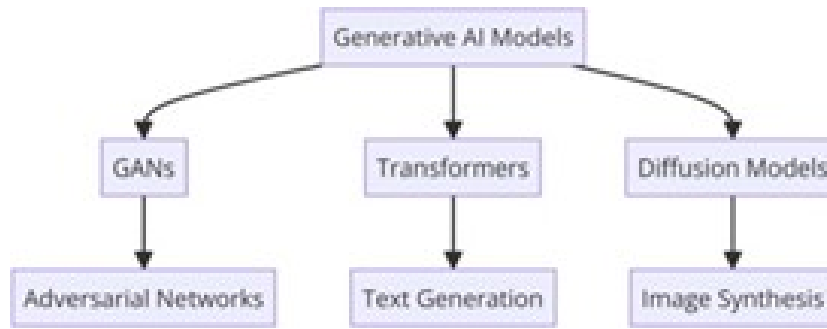 Generative AI Models
GANs
Transformers
Diffusion Models
Adversarial Networks
Text Generation
Image Synthesis